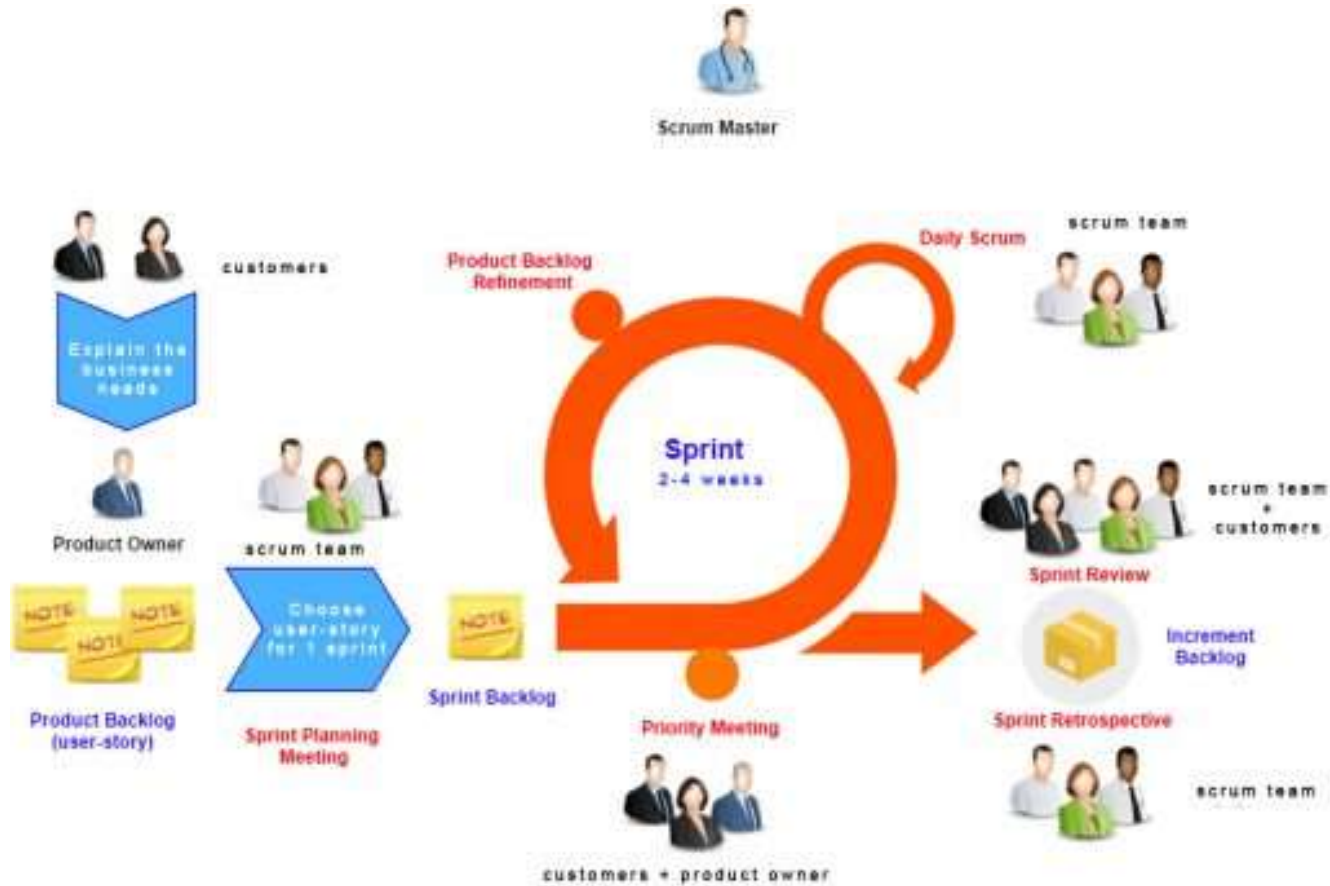 Scrum Master
customers
Explain the
business
needs
Product Owner
scrum team
NOTE
NOTE
NOTE
Product Backlog
(user-story)
Choose
user-story
for 1 sprint
Sprint Planning
Meeting
NOTE
Sprint Backlog
Product Backlog
Refinement
Daily Scrum
scrum team
Sprint
2-4 weeks
Priority Meeting
customers + product owner
scrum team
+
customers
Sprint Review
Increment
Backlog
Sprint Retrospective
scrum team